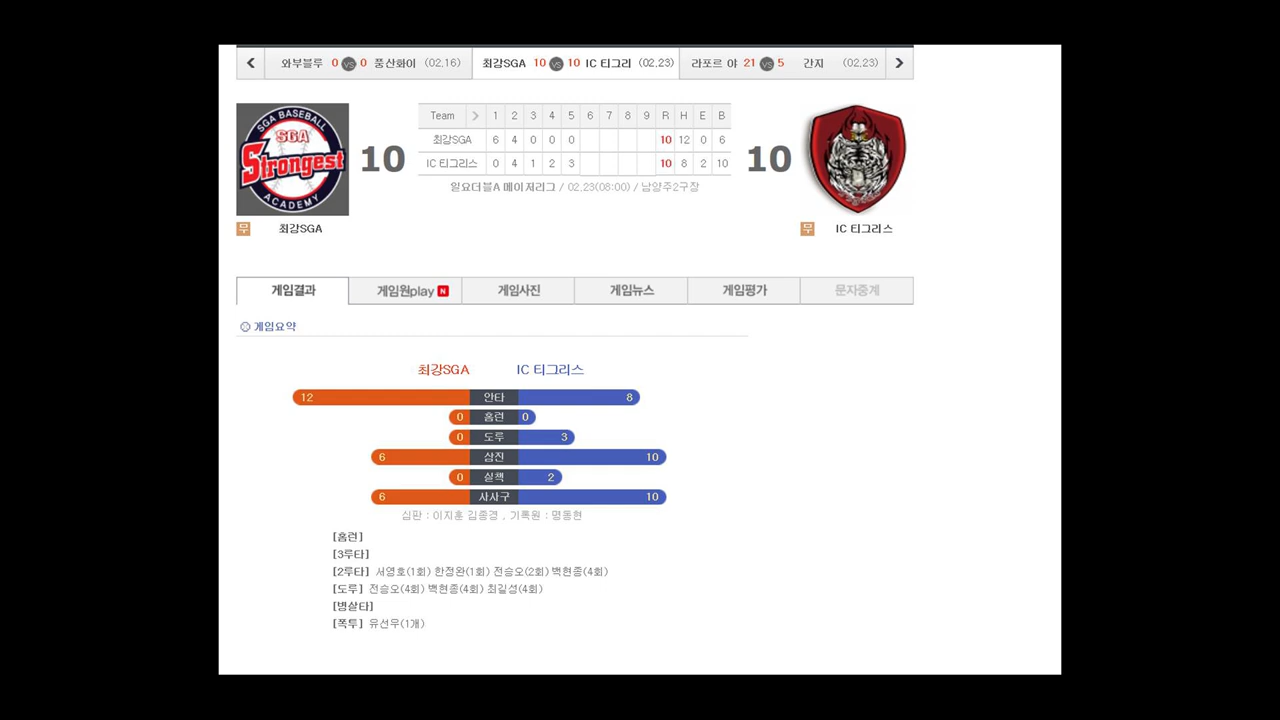 와부블루 0 VS 0 풍산화이 (02,16) 최강SGA 10 VS 10 IC 티그리 (02,23) 라포르 야 21 VS 5 간지 (02,23)
SGA BASEBALL
SGA
Strongest
ACADEMY
10
Team 1 2 3 4 5 6 7 8 9 R H E B
최강SGA 6 4 0 0 0 10 12 0 6
IC 티그리스 0 4 1 2 3 10 8 2 10
일요더블A 메이저리그 / 02,23(08:00) / 남양주2구장
10
무 최강SGA
무 IC 티그리스
게임결과 게임원play N 게임사진 게임뉴스 게임평가 문자중계
게임요약
최강SGA IC 티그리스
12 안타 8
0 홈런 0
0 도루 3
6 삼진 10
0 실책 2
6 사사구 10
심판 : 이지훈 김종경 , 기록원 : 명동현
[홈런]
[3루타]
[2루타] 서영호(1회) 한정완(1회) 전승오(2회) 백현종(4회)
[도루] 전승오(4회) 백현종(4회) 최길성(4회)
[병살타]
[폭투] 유선우(1개)